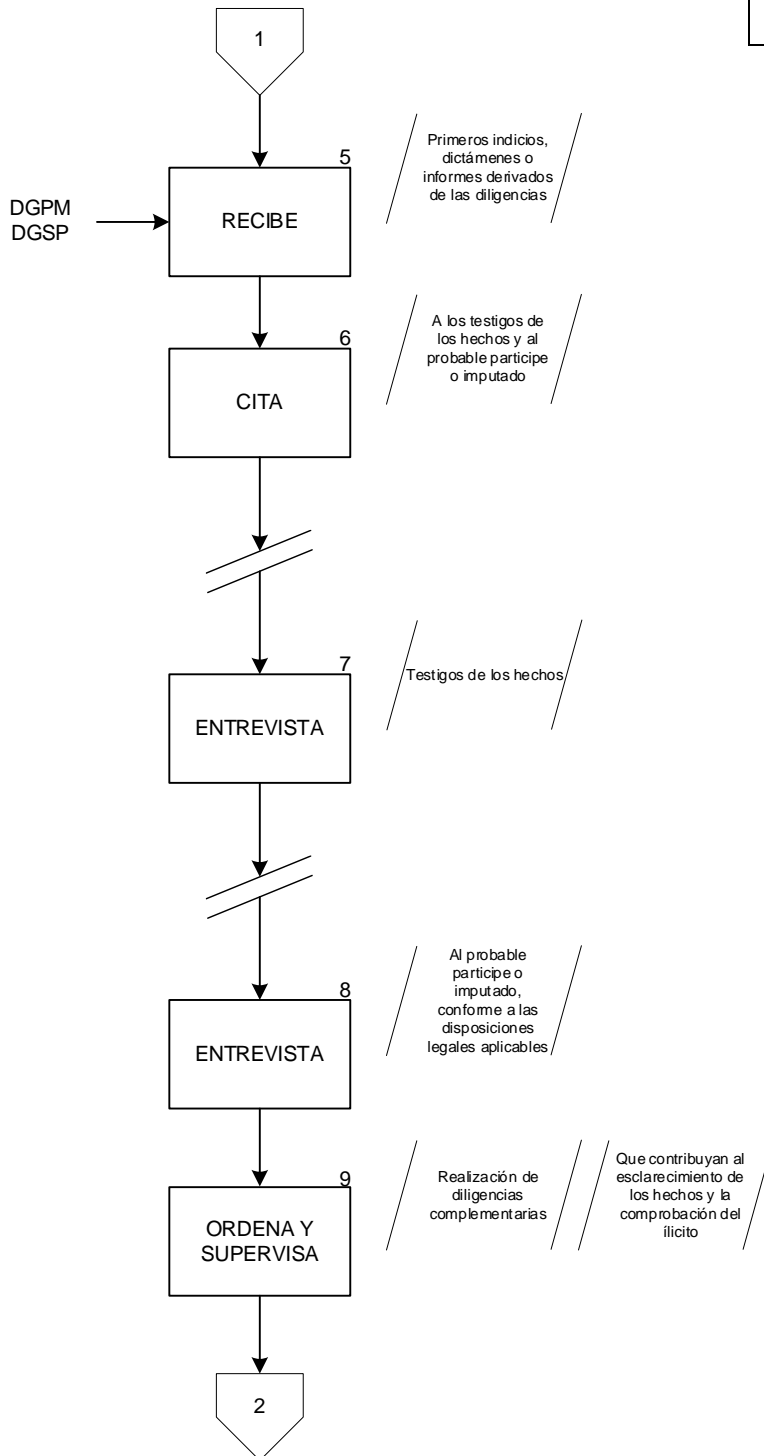 1
5
Primeros indicios,
dictámenes o
informes derivados
de las diligencias
DGPM
DGSP
RECIBE
6
A los testigos de
los hechos y al
probable participe
o imputado
CITA
7
Testigos de los hechos
ENTREVISTA
8
Al probable
participe o
imputado,
conforme a las
disposiciones
legales aplicables
ENTREVISTA
9
Realización de
diligencias
complementarias
Que contribuyan al
esclarecimiento de
los hechos y la
comprobación del
ílicito
ORDENA Y
SUPERVISA
2